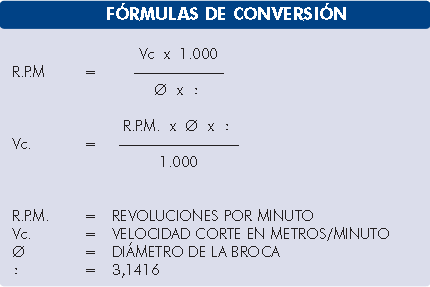 FÓRMULAS DE CONVERSIÓN
Vc x 1.000
R.P.M =
Ø x :
R.P.M. x Ø x :
Vc. =
1.000
R.P.M. = REVOLUCIONES POR MINUTO
Vc. = VELOCIDAD CORTE EN METROS/MINUTO
Ø = DIÁMETRO DE LA BROCA
: = 3,1416